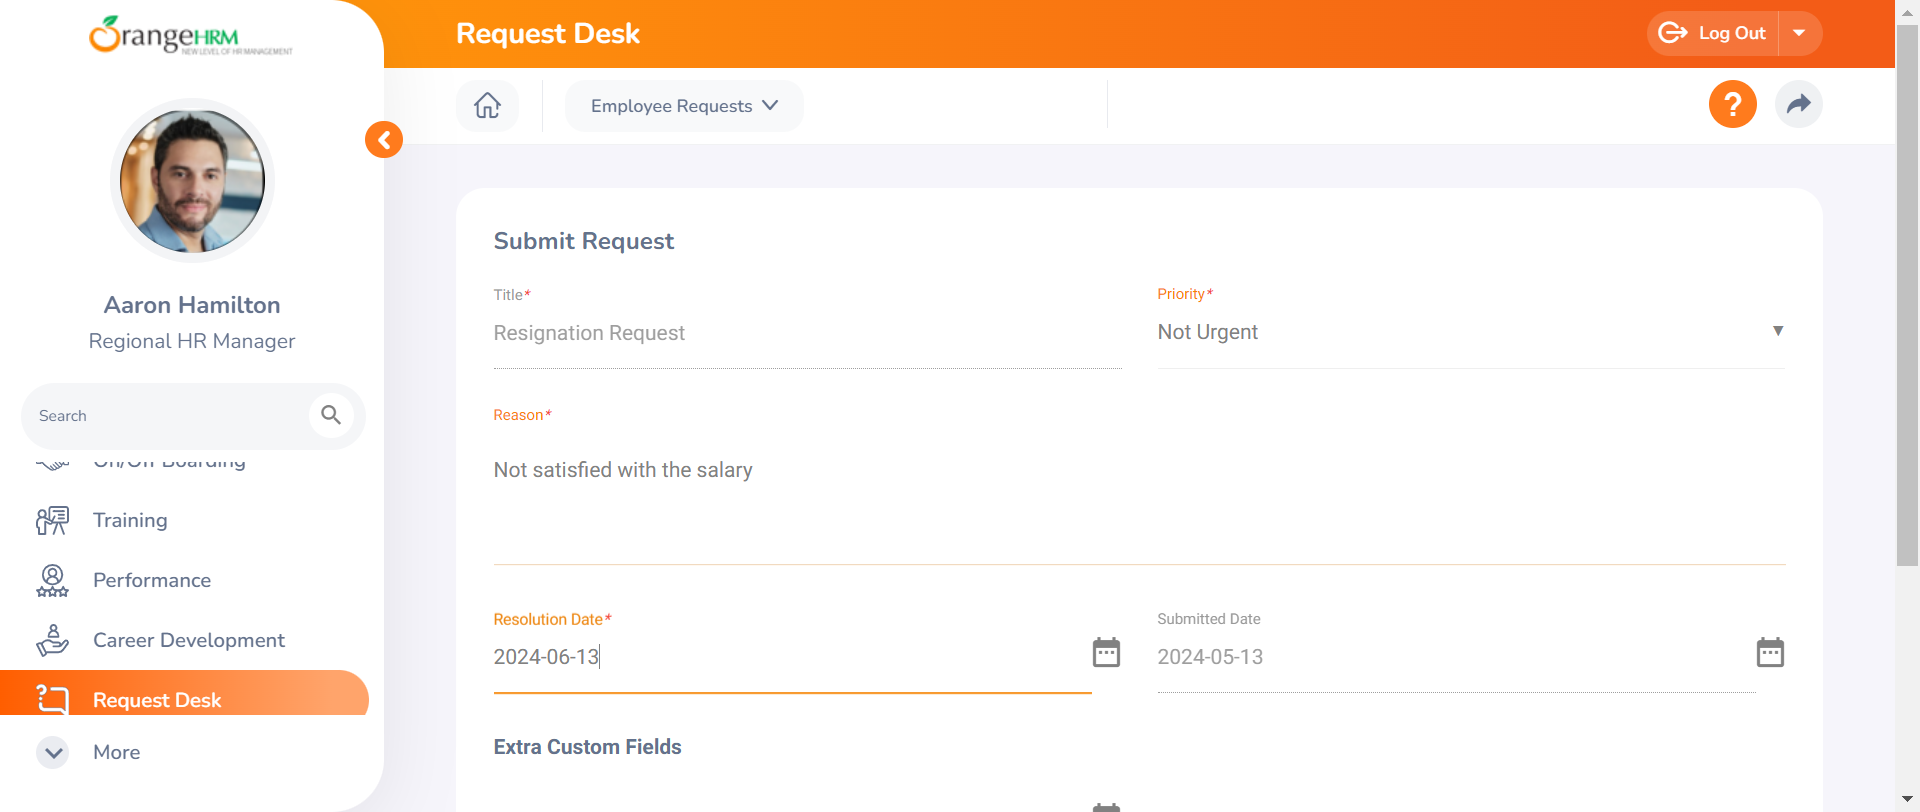 OrangeHRM
NEW LEVEL OF HR MANAGEMENT
Request Desk
Log Out
Employee Requests
?
Aaron Hamilton
Regional HR Manager
Search
On/Off Boarding
Training
Performance
Career Development
Request Desk
More
Submit Request
Title*
Resignation Request
Priority*
Not Urgent
Reason*
Not satisfied with the salary
Resolution Date*
2024-06-13
Submitted Date
2024-05-13
Extra Custom Fields